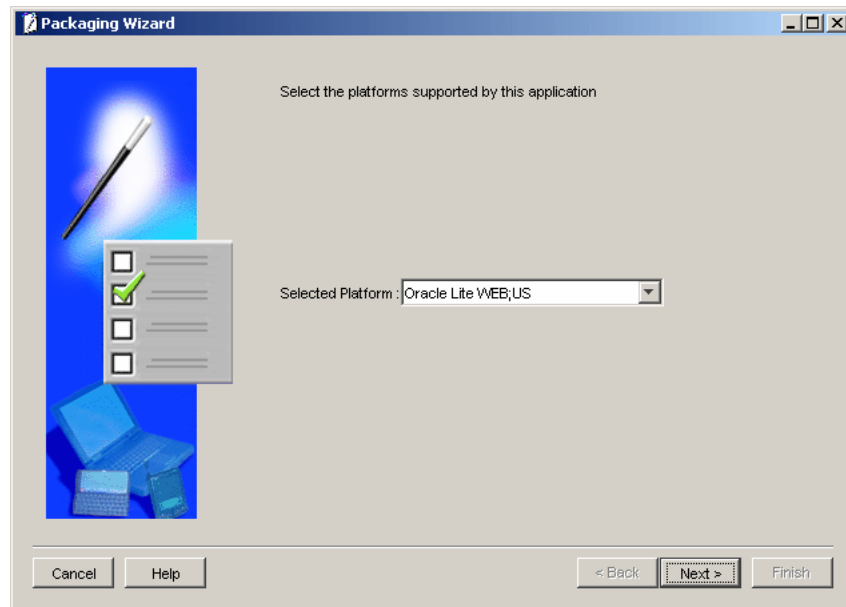 Packaging Wizard
Select the platforms supported by this application
Selected Platform : Oracle Lite WEB;US
Cancel Help < Back Next > Finish